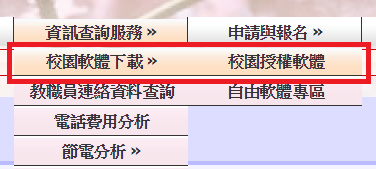 資訊查詢服務 » 申請與報名 »
校園軟體下載 » 校園授權軟體
教職員連絡資料查詢 自由軟體專區
電話費用分析
節電分析 »